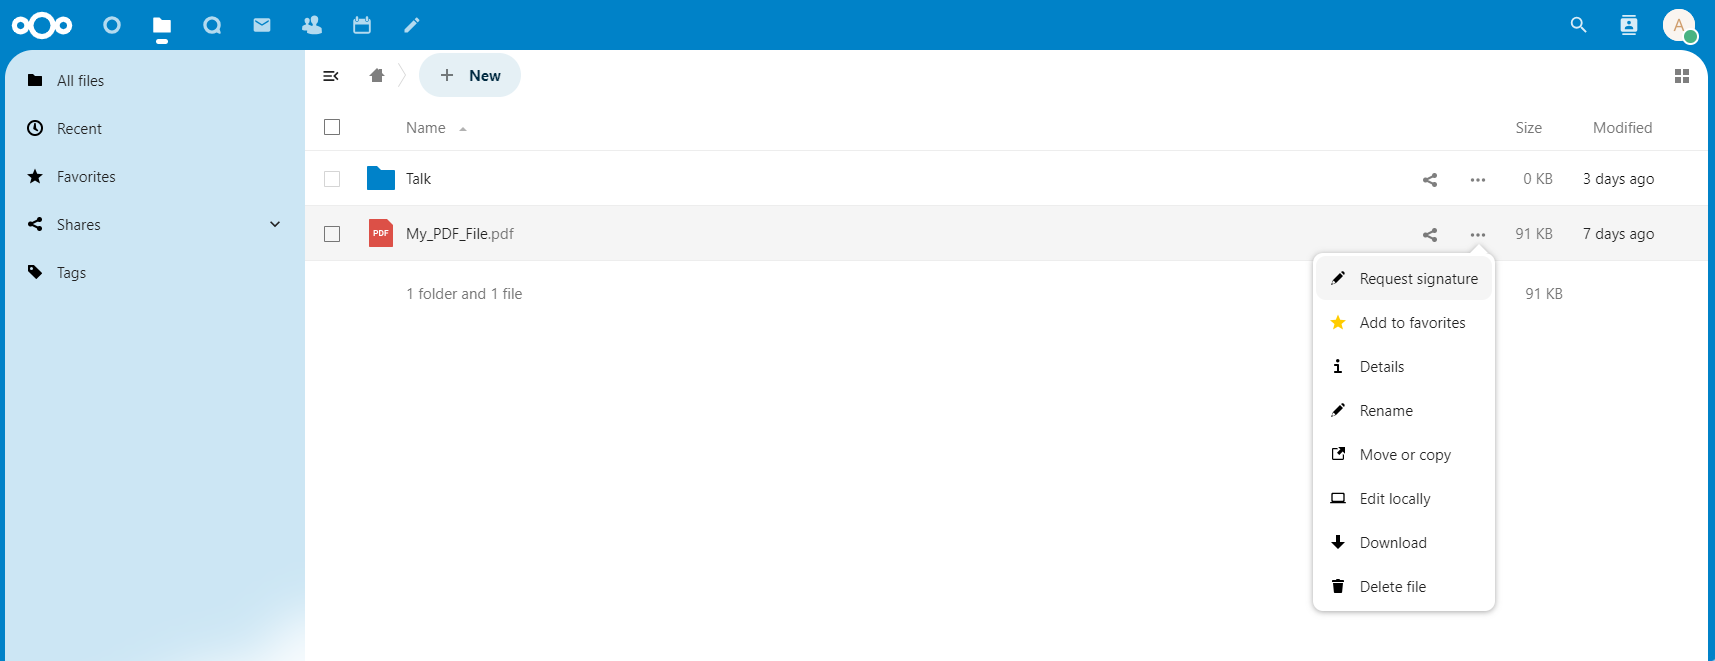 A
All files
Recent
Favorites
Shares
Tags
New
Name Size Modified
Talk 0 KB 3 days ago
PDF My_PDF_File.pdf 91 KB 7 days ago
1 folder and 1 file 91 KB
Request signature
Add to favorites
Details
Rename
Move or copy
Edit locally
Download
Delete file